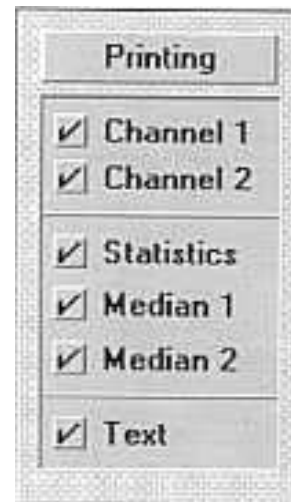 Printing
Channel 1
Channel 2
Statistics
Median 1
Median 2
Text